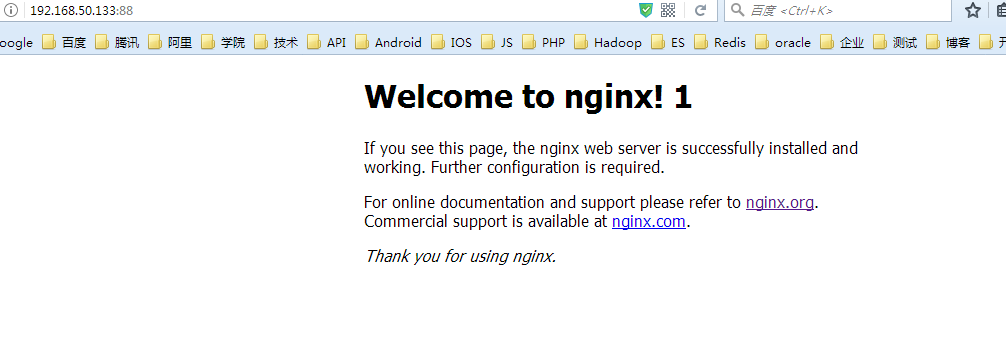 192.168.50.133:88
百度 <Ctrl+K>
oogle 百度 腾讯 阿里 学院 技术 API Android IOS JS PHP Hadoop ES Redis oracle 企业 测试 博客
Welcome to nginx! 1
If you see this page, the nginx web server is successfully installed and
working. Further configuration is required.
For online documentation and support please refer to nginx.org.
Commercial support is available at nginx.com.
Thank you for using nginx.